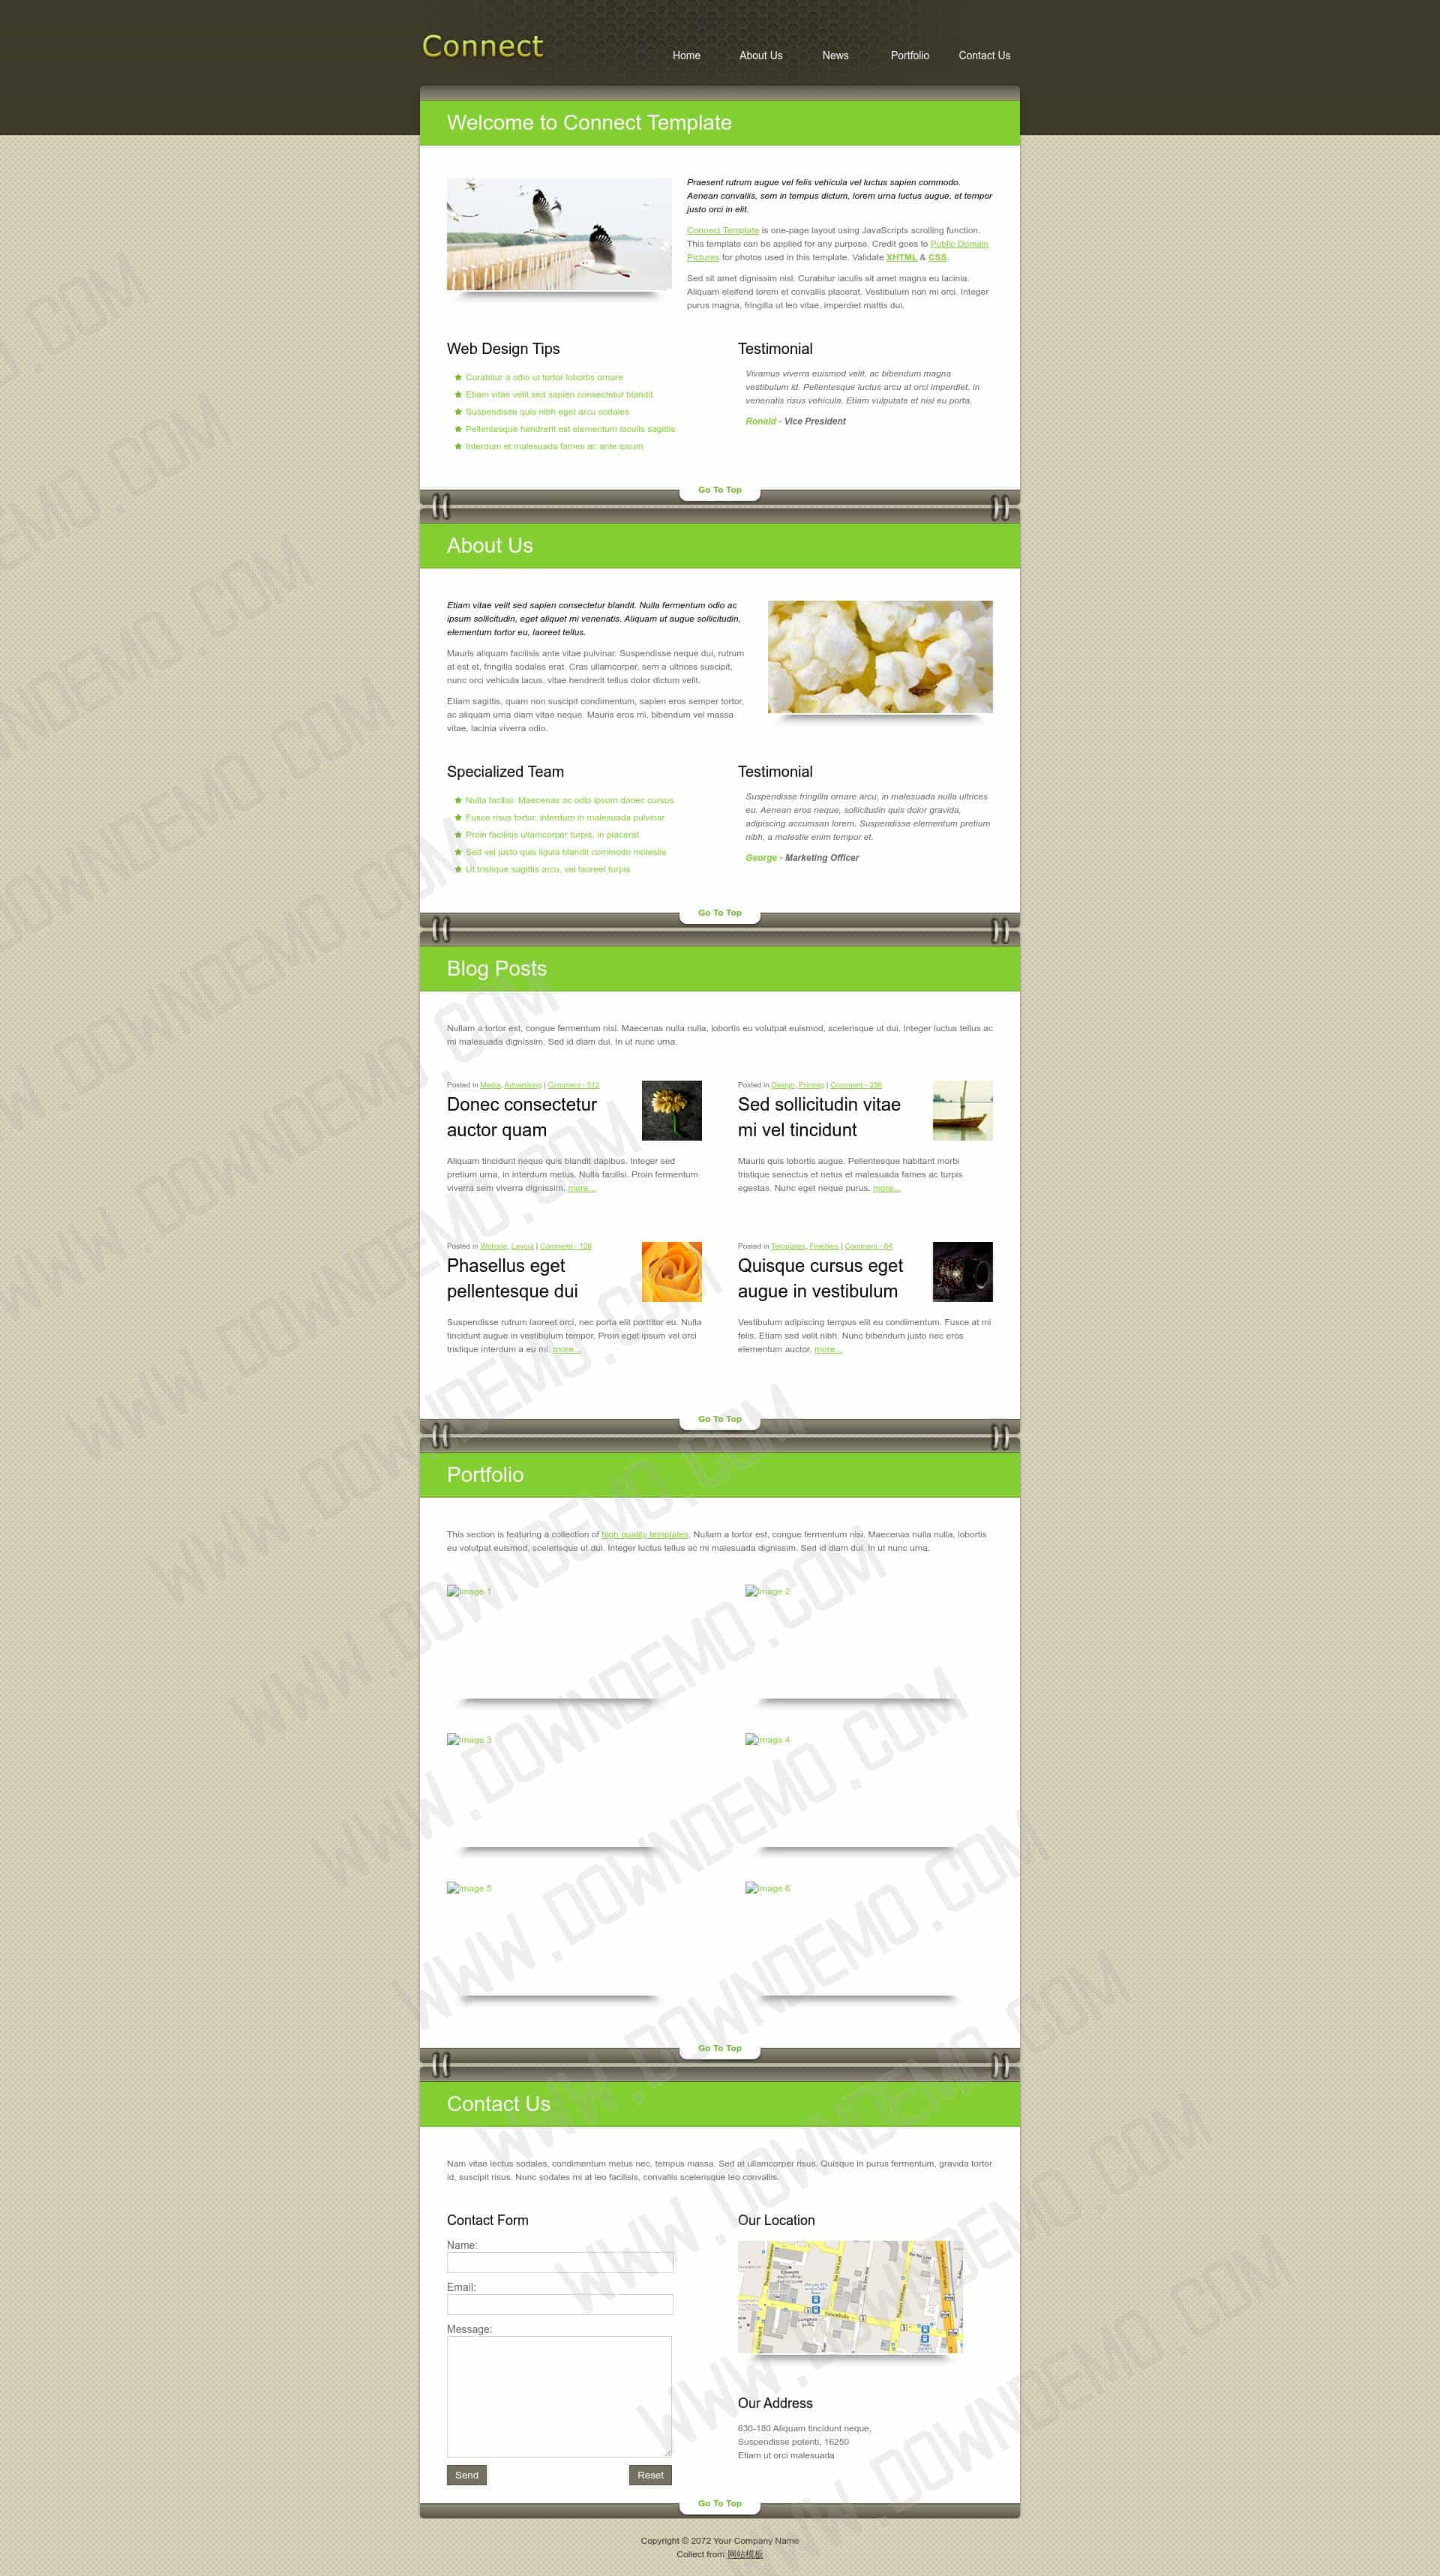 Connect
Home About Us News Portfolio Contact Us
Welcome to Connect Template
Praesent rutrum augue vel felis vehicula vel luctus sapien commodo.
Aenean convallis, sem in tempus dictum, lorem urna luctus augue, et tempor
justo orci in elit.
Connect Template is one-page layout using JavaScripts scrolling function.
This template can be applied for any purpose. Credit goes to Public Domain
Pictures for photos used in this template. Validate XHTML & CSS.
Sed sit amet dignissim nisl. Curabitur iaculis sit amet magna eu lacinia.
Aliquam eleifend lorem et convallis placerat. Vestibulum non mi orci. Integer
purus magna, fringilla ut leo vitae, imperdiet mattis dui.
Web Design Tips
Curabitur a odio ut tortor lobortis ornare
Etiam vitae velit sed sapien consectetur blandit
Suspendisse quis nibh eget arcu sodales
Pellentesque hendrerit est elementum iaculis sagittis
Interdum et malesuada fames ac ante ipsum
Testimonial
Vivamus viverra euismod velit, ac bibendum magna
vestibulum id. Pellentesque luctus arcu at orci imperdiet, in
venenatis risus vehicula. Etiam vulputate et nisl eu porta.
Ronald - Vice President
Go To Top
About Us
Etiam vitae velit sed sapien consectetur blandit. Nulla fermentum odio ac
ipsum sollicitudin, eget aliquet mi venenatis. Aliquam ut augue sollicitudin,
elementum tortor eu, laoreet tellus.
Mauris aliquam facilisis ante vitae pulvinar. Suspendisse neque dui, rutrum
at est et, fringilla sodales erat. Cras ullamcorper, sem a ultrices suscipit,
nunc orci vehicula lacus, vitae hendrerit tellus dolor dictum velit.
Etiam sagittis, quam non suscipit condimentum, sapien eros semper tortor,
ac aliquam urna diam vitae neque. Mauris eros mi, bibendum vel massa
vitae, lacinia viverra odio.
Specialized Team
Nulla facilisi. Maecenas ac odio ipsum donec cursus
Fusce risus tortor, interdum in malesuada pulvinar
Proin facilisis ullamcorper turpis, in placerat
Sed vel justo quis ligula blandit commodo molestie
Ut tristique sagittis arcu, vel laoreet turpis
Testimonial
Suspendisse fringilla ornare arcu, in malesuada nulla ultrices
eu. Aenean eros neque, sollicitudin quis dolor gravida,
adipiscing accumsan lorem. Suspendisse elementum pretium
nibh, a molestie enim tempor et.
George - Marketing Officer
Go To Top
Blog Posts
Nullam a tortor est, congue fermentum nisi. Maecenas nulla nulla, lobortis eu volutpat euismod, scelerisque ut dui. Integer luctus tellus ac
mi malesuada dignissim. Sed id diam dui. In ut nunc urna.
Posted in Media, Advertising | Comment - 512
Donec consectetur
auctor quam
Aliquam tincidunt neque quis blandit dapibus. Integer sed
pretium urna, in interdum metus. Nulla facilisi. Proin fermentum
viverra sem viverra dignissim. more...
Posted in Design, Printing | Comment - 256
Sed sollicitudin vitae
mi vel tincidunt
Mauris quis lobortis augue. Pellentesque habitant morbi
tristique senectus et netus et malesuada fames ac turpis
egestas. Nunc eget neque purus. more...
Posted in Website, Layout | Comment - 128
Phasellus eget
pellentesque dui
Suspendisse rutrum laoreet orci, nec porta elit porttitor eu. Nulla
tincidunt augue in vestibulum tempor. Proin eget ipsum vel orci
tristique interdum a eu mi. more...
Posted in Templates, Freebies | Comment - 64
Quisque cursus eget
augue in vestibulum
Vestibulum adipiscing tempus elit eu condimentum. Fusce at mi
felis. Etiam sed velit nibh. Nunc bibendum justo nec eros
elementum auctor. more...
Go To Top
Portfolio
This section is featuring a collection of high quality templates. Nullam a tortor est, congue fermentum nisi. Maecenas nulla nulla, lobortis
eu volutpat euismod, scelerisque ut dui. Integer luctus tellus ac mi malesuada dignissim. Sed id diam dui. In ut nunc urna.
Image 1
Image 2
Image 3
Image 4
Image 5
Image 6
Go To Top
Contact Us
Nam vitae lectus sodales, condimentum metus nec, tempus massa. Sed at ullamcorper risus. Quisque in purus fermentum, gravida tortor
id, suscipit risus. Nunc sodales mi at leo facilisis, convallis scelerisque leo convallis.
Contact Form
Name:
Email:
Message:
Send
Reset
Our Location
Our Address
630-180 Aliquam tincidunt neque,
Suspendisse potenti, 16250
Etiam ut orci malesuada
Go To Top
Copyright © 2072 Your Company Name
Collect from 网站模板
WWW.DOWNDEMO.COM